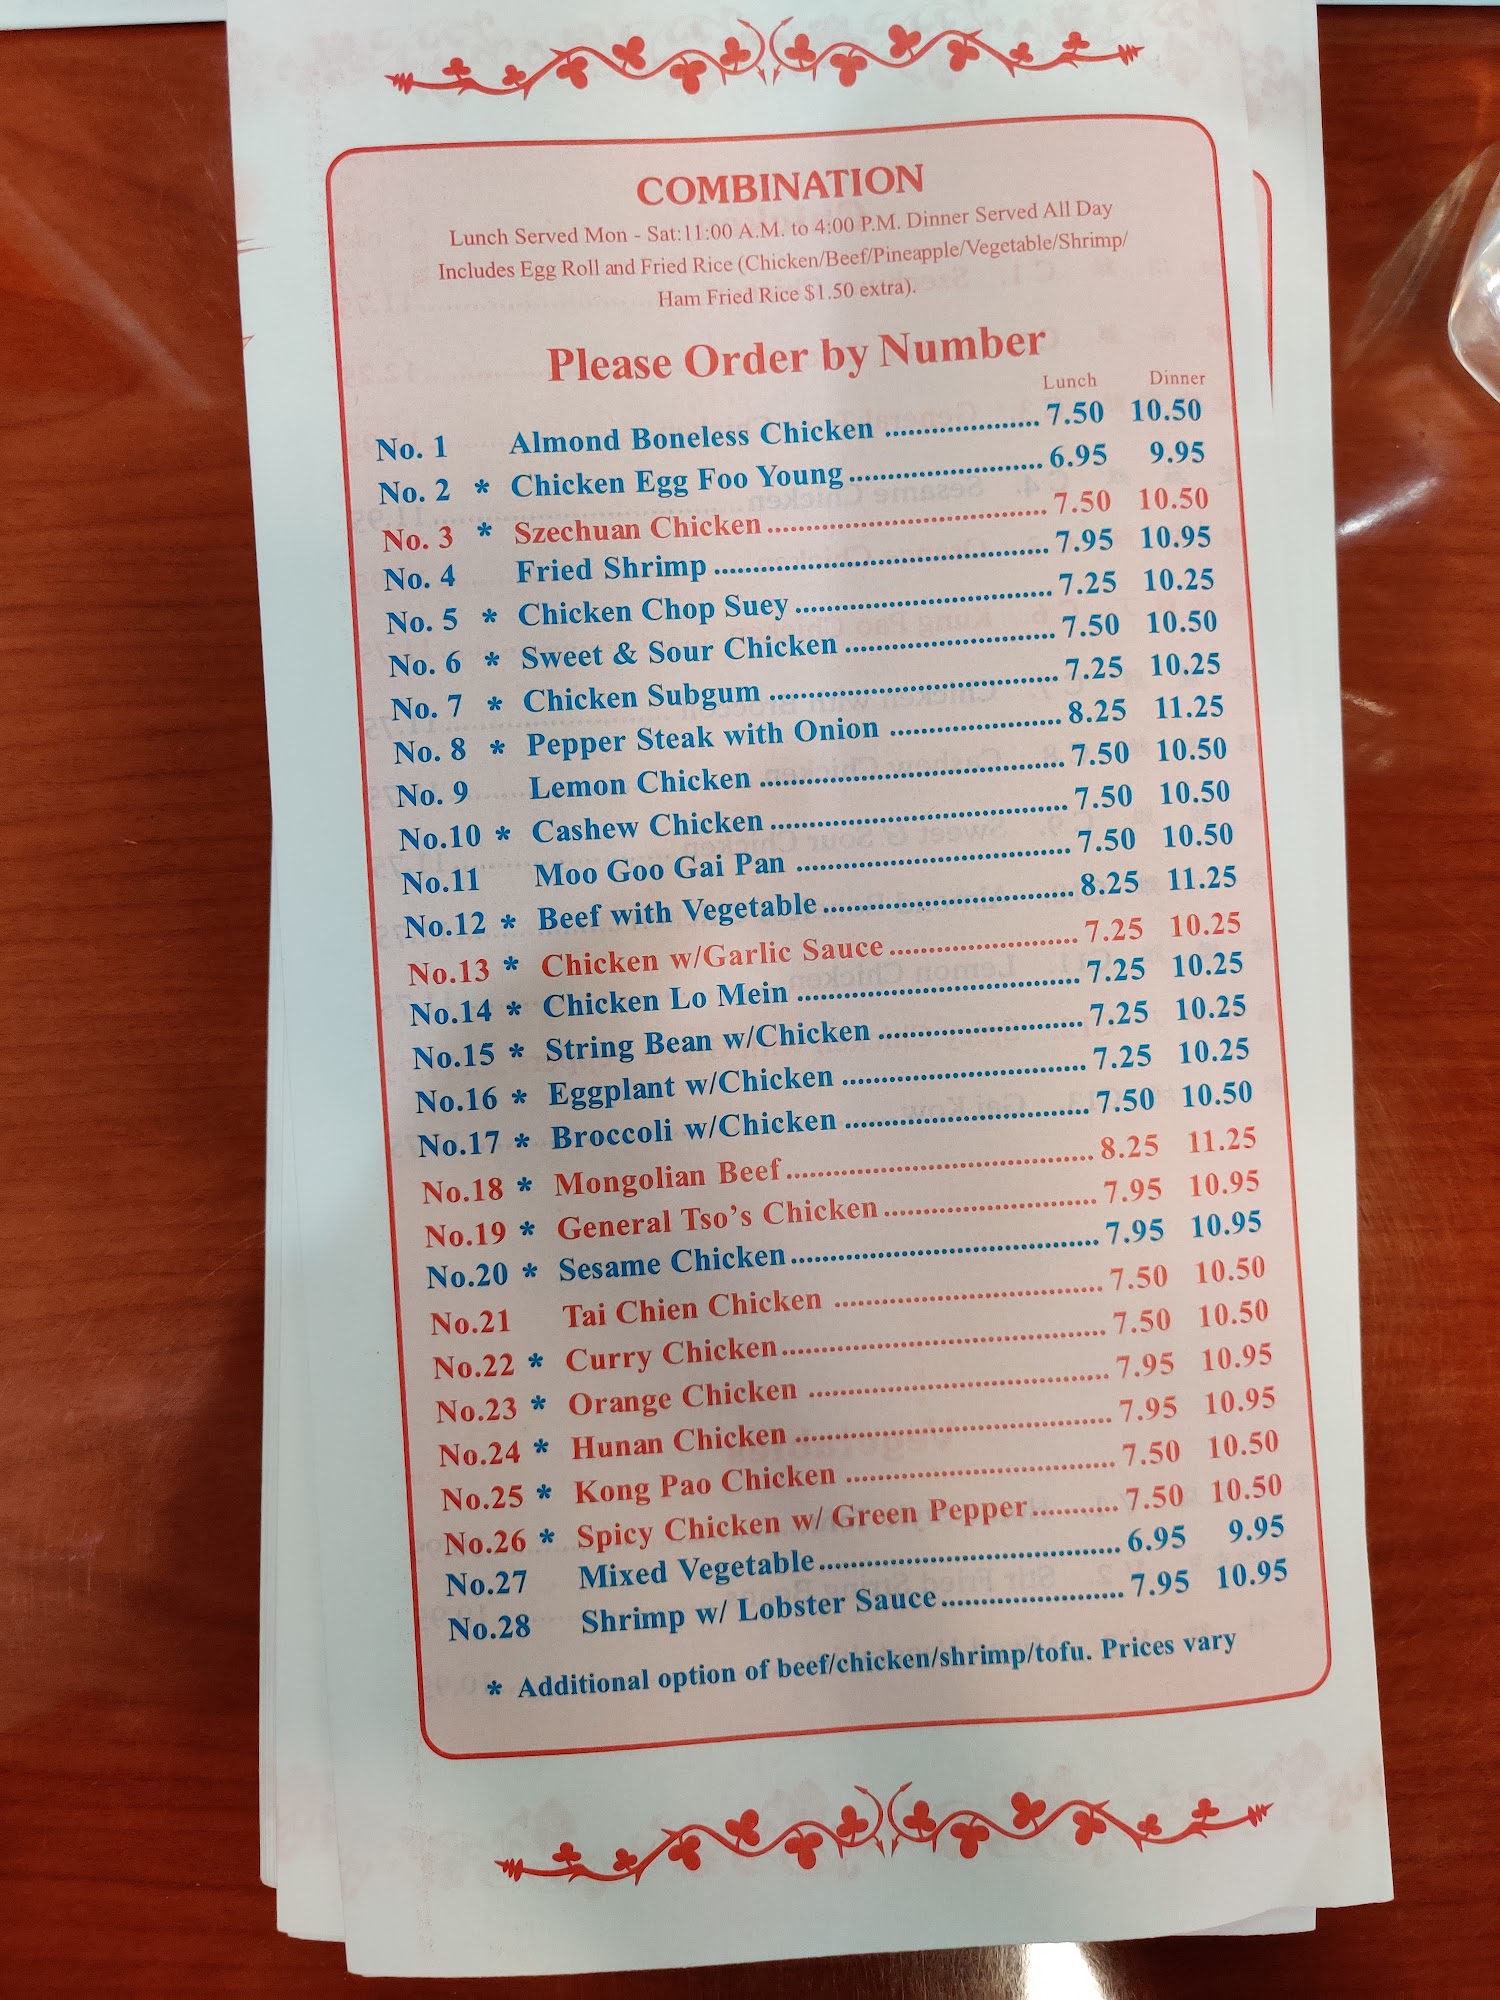 COMBINATION
Lunch Served Mon - Sat:11:00 A.M. to 4:00 P.M. Dinner Served All Day
Includes Egg Roll and Fried Rice (Chicken/Beef/Pineapple/Vegetable/Shrimp/
Ham Fried Rice $1.50 extra).
Please Order by Number
Lunch Dinner
No. 1 Almond Boneless Chicken 7.50 10.50
No. 2 * Chicken Egg Foo Young 6.95 9.95
No. 3 * Szechuan Chicken 7.50 10.50
No. 4 Fried Shrimp 7.95 10.95
No. 5 * Chicken Chop Suey 7.25 10.25
No. 6 * Sweet & Sour Chicken 7.50 10.50
No. 7 * Chicken Subgum 7.25 10.25
No. 8 * Pepper Steak with Onion 8.25 11.25
No. 9 Lemon Chicken 7.50 10.50
No.10 * Cashew Chicken 7.50 10.50
No.11 Moo Goo Gai Pan 7.50 10.50
No.12 * Beef with Vegetable 8.25 11.25
No.13 * Chicken w/Garlic Sauce 7.25 10.25
No.14 * Chicken Lo Mein 7.25 10.25
No.15 * String Bean w/Chicken 7.25 10.25
No.16 * Eggplant w/Chicken 7.25 10.25
No.17 * Broccoli w/Chicken 7.50 10.50
No.18 * Mongolian Beef 8.25 11.25
No.19 * General Tso's Chicken 7.95 10.95
No.20 * Sesame Chicken 7.95 10.95
No.21 Tai Chien Chicken 7.50 10.50
No.22 * Curry Chicken 7.50 10.50
No.23 * Orange Chicken 7.95 10.95
No.24 * Hunan Chicken 7.95 10.95
No.25 * Kong Pao Chicken 7.50 10.50
No.26 * Spicy Chicken w/ Green Pepper 7.50 10.50
No.27 Mixed Vegetable 6.95 9.95
No.28 Shrimp w/ Lobster Sauce 7.95 10.95
* Additional option of beef/chicken/shrimp/tofu. Prices vary